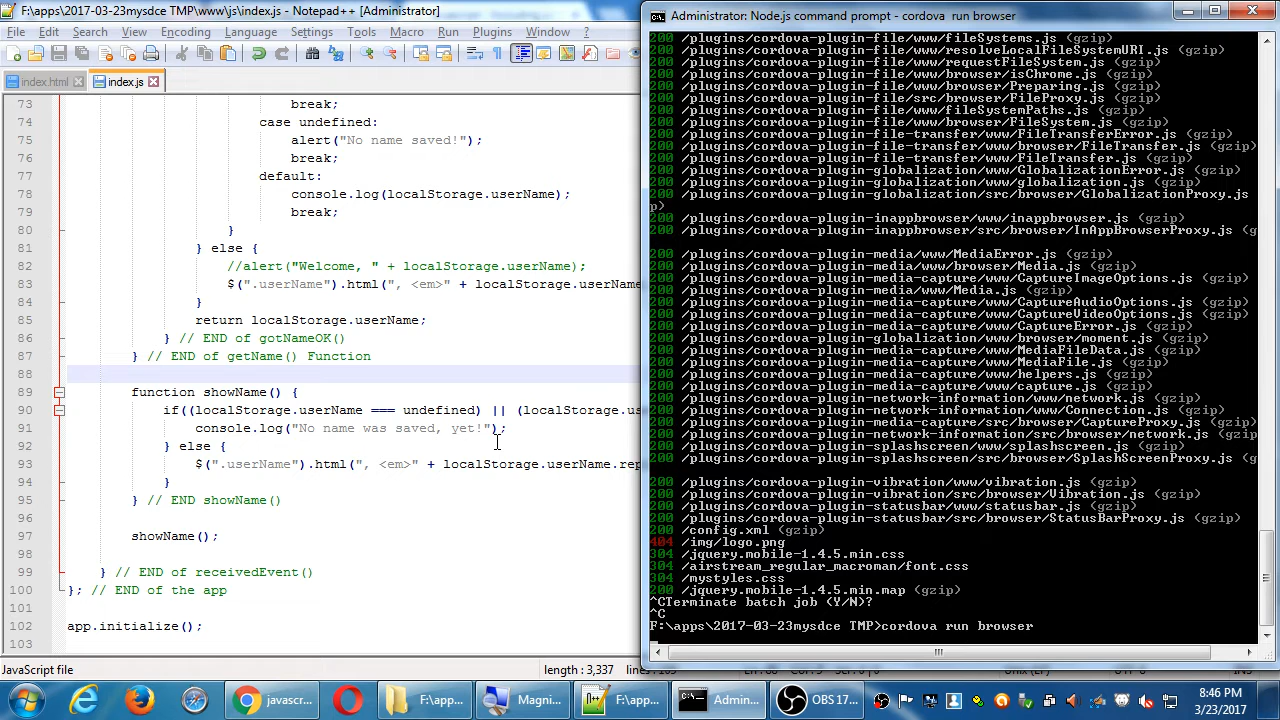 F:\apps\2017-03-23mysdce TMP\www\js\index.js - Notepad++ [Administrator]
File Edit Search View Encoding Language Settings Tools Macro Run Plugins Window ?
index.html index.js
73 break;
74 case undefined:
75 alert("No name saved!");
76 break;
77 default:
78 console.log(localStorage.userName);
79 break;
80 }
81 } else {
82 //alert("Welcome, " + localStorage.userName);
83 $(".userName").html(", <em>" + localStorage.userName
84 }
85 return localStorage.userName;
86 } // END of gotNameOK()
87 } // END of getName() Function
88
89 function showName() {
90 if((localStorage.userName === undefined) || (localStorage.us
91 console.log("No name was saved, yet!");
92 } else {
93 $(".userName").html(", <em>" + localStorage.userName.rep
94 }
95 } // END showName()
96
97 showName();
98
99 } // END of receivedEvent()
100 }; // END of the app
101
102 app.initialize();
103
JavaScript file length : 3,337
Administrator: Node.js command prompt - cordova run browser
200 /plugins/cordova-plugin-file/www/fileSystems.js (gzip)
200 /plugins/cordova-plugin-file/www/resolveLocalFileSystemURI.js (gzip)
200 /plugins/cordova-plugin-file/www/requestFileSystem.js (gzip)
200 /plugins/cordova-plugin-file/www/browser/isChrome.js (gzip)
200 /plugins/cordova-plugin-file/src/browser/Preparing.js (gzip)
200 /plugins/cordova-plugin-file/src/browser/FileProxy.js (gzip)
200 /plugins/cordova-plugin-file/www/fileSystemPaths.js (gzip)
200 /plugins/cordova-plugin-file/www/browser/FileSystem.js (gzip)
200 /plugins/cordova-plugin-file-transfer/www/FileTransferError.js (gzip)
200 /plugins/cordova-plugin-file-transfer/www/browser/FileTransfer.js (gzip)
200 /plugins/cordova-plugin-file-transfer/www/FileTransfer.js (gzip)
200 /plugins/cordova-plugin-globalization/www/GlobalizationError.js (gzip)
200 /plugins/cordova-plugin-globalization/www/globalization.js (gzip)
200 /plugins/cordova-plugin-globalization/src/browser/GlobalizationProxy.js
p)
200 /plugins/cordova-plugin-inappbrowser/www/inappbrowser.js (gzip)
200 /plugins/cordova-plugin-inappbrowser/src/browser/InAppBrowserProxy.js (g
200 /plugins/cordova-plugin-media/www/MediaError.js (gzip)
200 /plugins/cordova-plugin-media/www/browser/Media.js (gzip)
200 /plugins/cordova-plugin-media-capture/www/CaptureImageOptions.js (gzip)
200 /plugins/cordova-plugin-media/www/Media.js (gzip)
200 /plugins/cordova-plugin-media-capture/www/CaptureAudioOptions.js (gzip)
200 /plugins/cordova-plugin-media-capture/www/CaptureVideoOptions.js (gzip)
200 /plugins/cordova-plugin-media-capture/www/CaptureError.js (gzip)
200 /plugins/cordova-plugin-globalization/www/browser/moment.js (gzip)
200 /plugins/cordova-plugin-media-capture/www/MediaFileData.js (gzip)
200 /plugins/cordova-plugin-media-capture/www/MediaFile.js (gzip)
200 /plugins/cordova-plugin-media-capture/www/helpers.js (gzip)
200 /plugins/cordova-plugin-media-capture/www/capture.js (gzip)
200 /plugins/cordova-plugin-network-information/www/network.js (gzip)
200 /plugins/cordova-plugin-network-information/www/Connection.js (gzip)
200 /plugins/cordova-plugin-media-capture/src/browser/CaptureProxy.js (gzip)
200 /plugins/cordova-plugin-network-information/src/browser/network.js (gzip)
200 /plugins/cordova-plugin-splashscreen/www/splashscreen.js (gzip)
200 /plugins/cordova-plugin-splashscreen/src/browser/SplashScreenProxy.js (g
200 /plugins/cordova-plugin-vibration/www/vibration.js (gzip)
200 /plugins/cordova-plugin-vibration/src/browser/Vibration.js (gzip)
200 /plugins/cordova-plugin-statusbar/www/statusbar.js (gzip)
200 /plugins/cordova-plugin-statusbar/src/browser/StatusBarProxy.js (gzip)
200 /config.xml (gzip)
404 /img/logo.png
304 /jquery.mobile-1.4.5.min.css
304 /airstream_regular_macroman/font.css
304 /mystyles.css
200 /jquery.mobile-1.4.5.min.map (gzip)
^CTerminate batch job (Y/N)?
^C
F:\apps\2017-03-23mysdce TMP>cordova run browser
javascr... F:\app... Magni... F:\app... Admin... OBS 17... 8:46 PM
3/23/2017